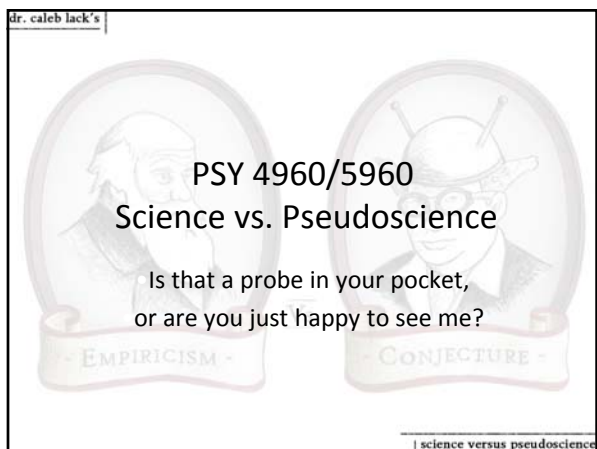 dr. caleb lack's
PSY 4960/5960
Science vs. Pseudoscience
Is that a probe in your pocket,
or are you just happy to see me?
- EMPIRICISM -
- CONJECTURE -
science versus pseudoscience